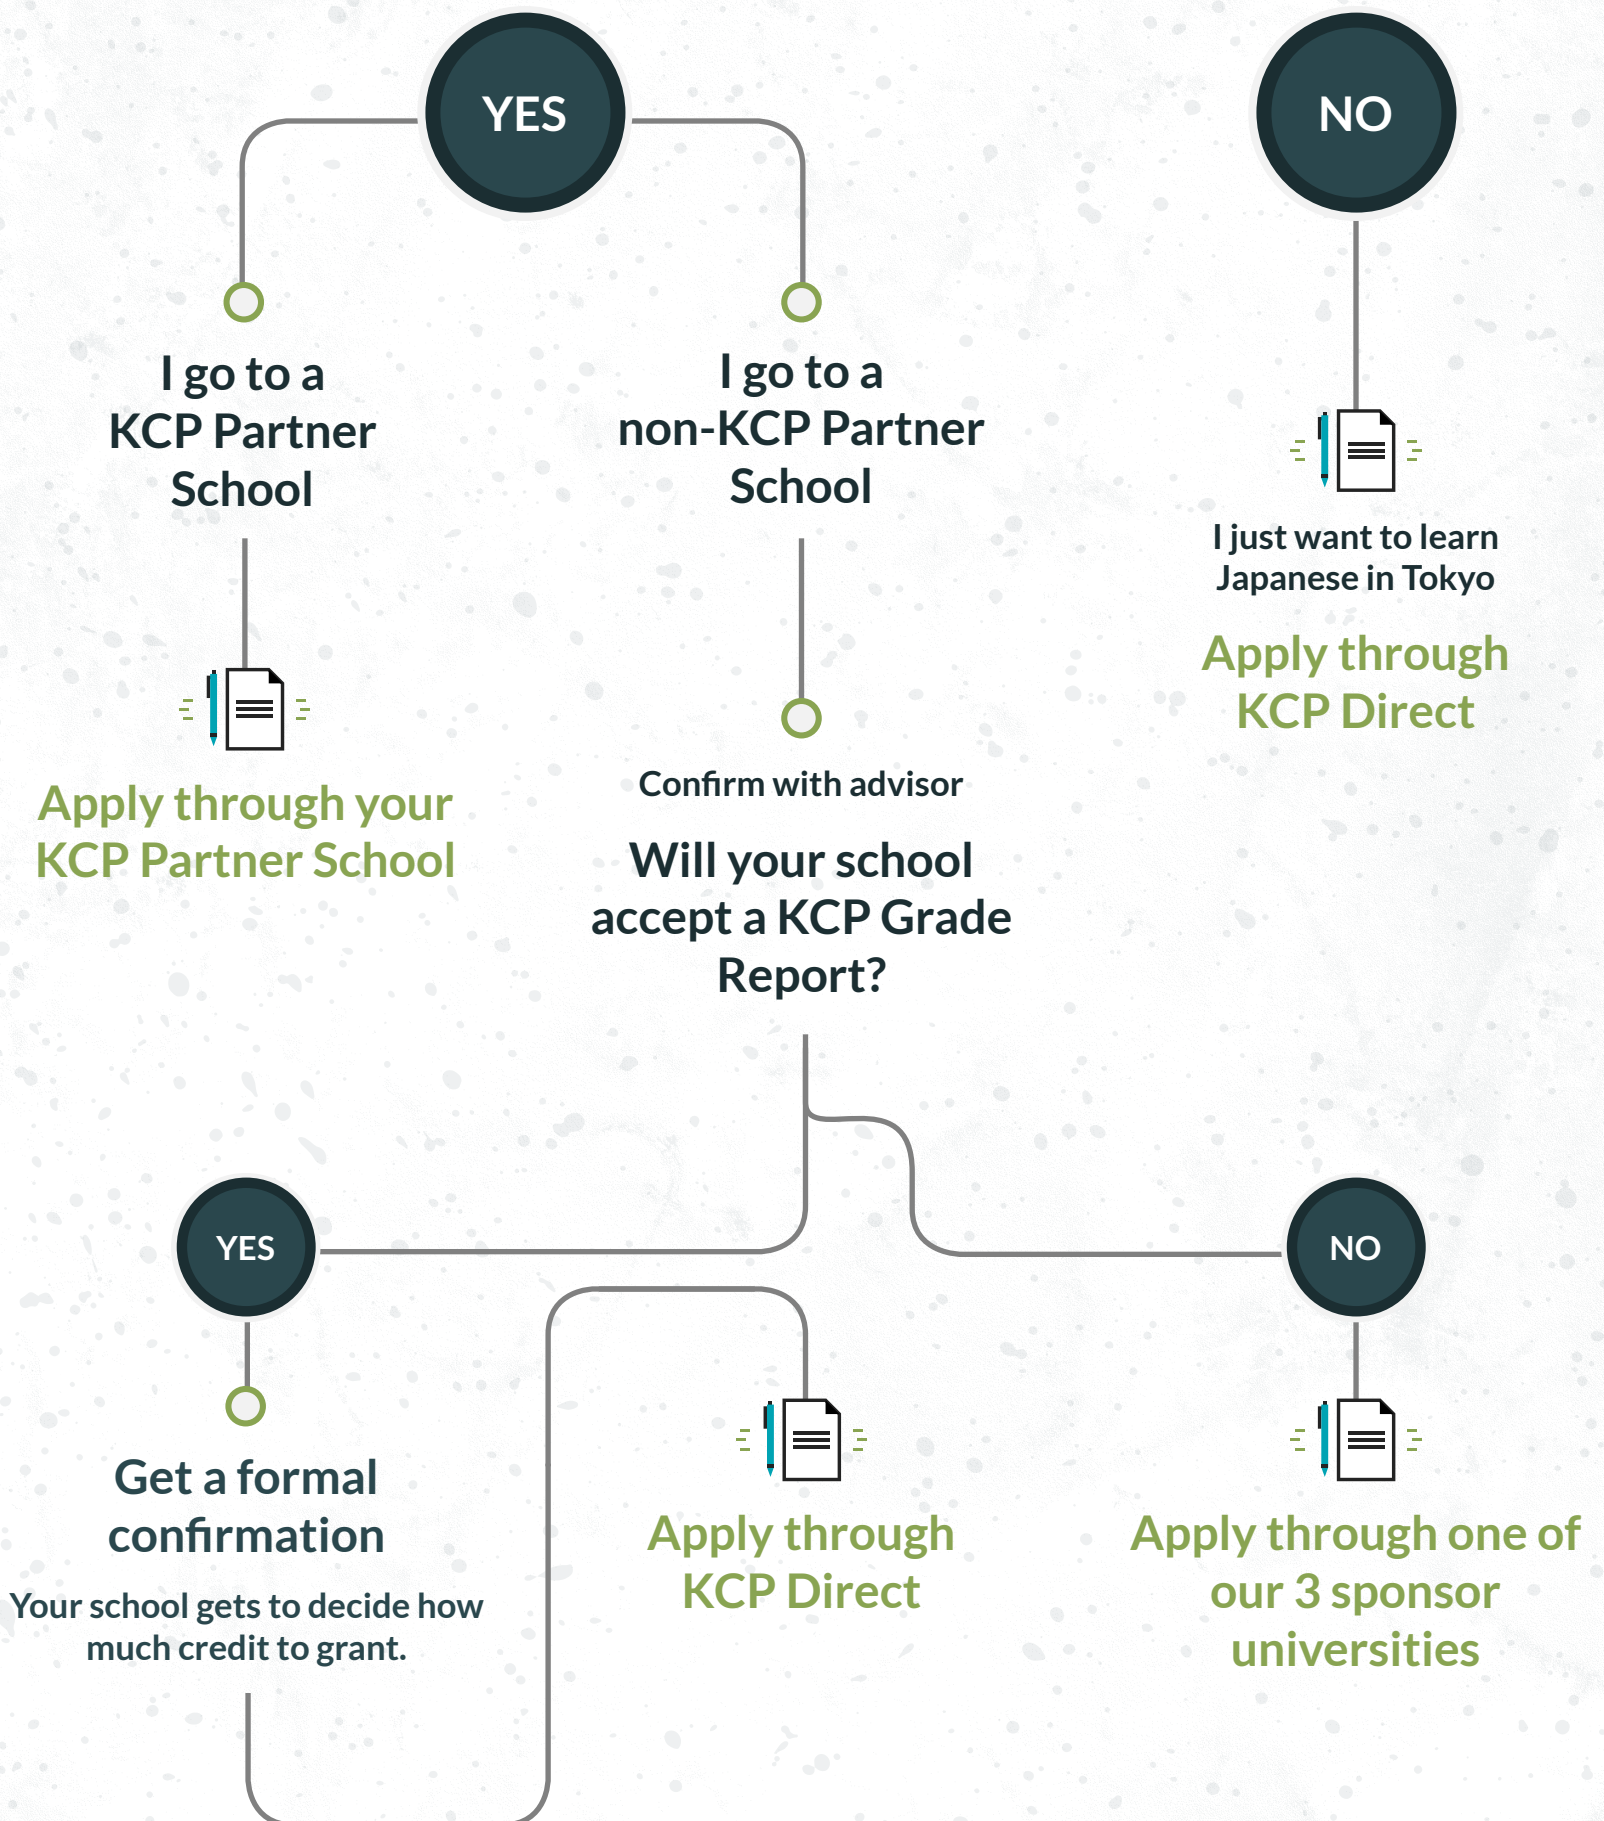 YES
NO
I go to a
KCP Partner
School
I go to a
non-KCP Partner
School
I just want to learn
Japanese in Tokyo
Apply through
KCP Direct
Apply through your
KCP Partner School
Confirm with advisor
Will your school
accept a KCP Grade
Report?
YES
NO
Get a formal
confirmation
Your school gets to decide how
much credit to grant.
Apply through
KCP Direct
Apply through one of
our 3 sponsor
universities